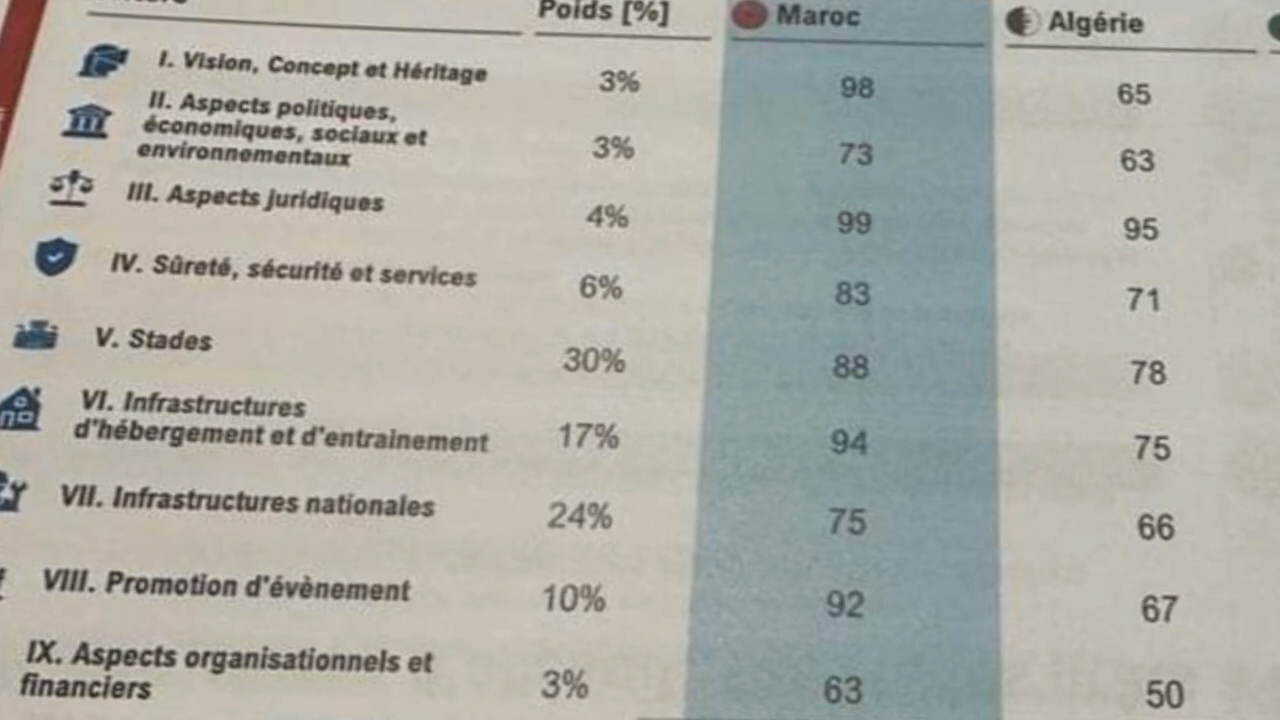 Poids [%] Maroc Algérie
I. Vision, Concept et Héritage 3% 98 65
II. Aspects politiques,
économiques, sociaux et
environnementaux 3% 73 63
III. Aspects juridiques 4% 99 95
IV. Sûreté, sécurité et services 6% 83 71
V. Stades 30% 88 78
VI. Infrastructures
d'hébergement et d'entrainement 17% 94 75
VII. Infrastructures nationales 24% 75 66
VIII. Promotion d'évènement 10% 92 67
IX. Aspects organisationnels et
financiers 3% 63 50